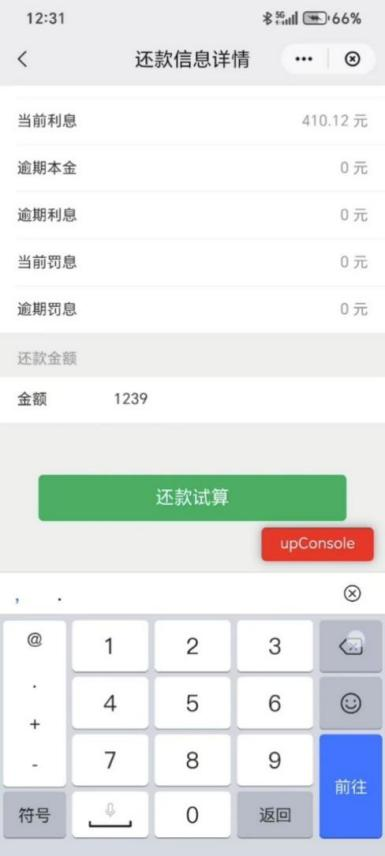 12:31
5G
66%
还款信息详情
当前利息 410.12 元
逾期本金 0 元
逾期利息 0 元
当前罚息 0 元
逾期罚息 0 元
还款金额
金额 1239
还款试算
upConsole
, .
@ 1 2 3
. 4 5 6
+
- 7 8 9
前往
符号 0 返回